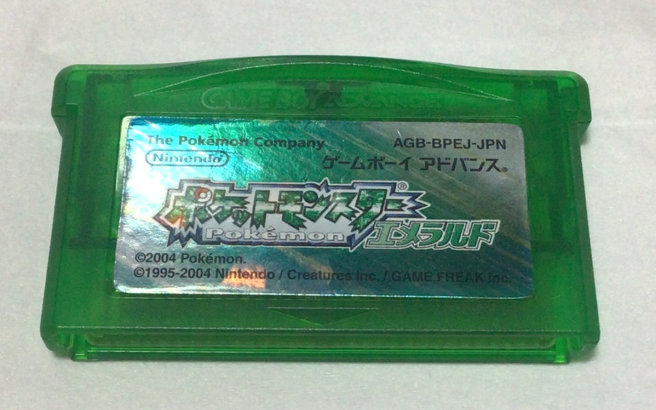 GAME BOY ADVANCE
The Pokémon Company
AGB-BPEJ-JPN
Nintendo
ゲームボーイ アドバンス®
ポケットモンスター®
Pokémon
エメラルド
©2004 Pokémon.
©1995-2004 Nintendo / Creatures inc. / GAME FREAK inc.